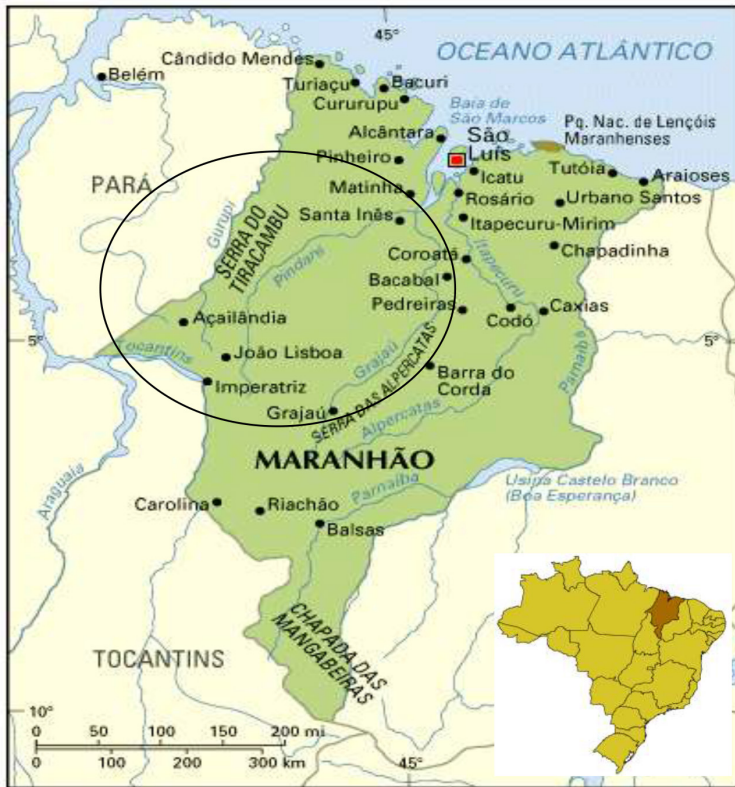 45°
OCEANO ATLÂNTICO
Cândido Mendes
Belém
Turiaçu
Bacuri
Cururupu
Baía de
São Marcos
Pq. Nac. de Lençóis
Maranhenses
Alcântara
São
Luís
Pinheiro
Icatu
Tutóia
Araioses
PARÁ
Matinha
Rosário
Urbano Santos
Santa Inês
Itapecuru-Mirim
Gurupi
SERRA DO
TIRACAMBU
Pindaré
Coroatá
Itapecuru
Chapadinha
Bacabal
Pedreiras
Codó
Caxias
Açailândia
5°
Tocantins
João Lisboa
Grajaú
Parnaíba
5°
Imperatriz
Barra do
Corda
Grajaú
SERRA DAS ALPERCATAS
Alpercatas
MARANHÃO
Araguaia
Usina Castelo Branco
(Boa Esperança)
Parnaíba
Carolina
Riachão
Balsas
CHAPADA DAS
MANGABEIRAS
TOCANTINS
10°
0 50 100 150 200 mi
0 100 200 300 km
45°